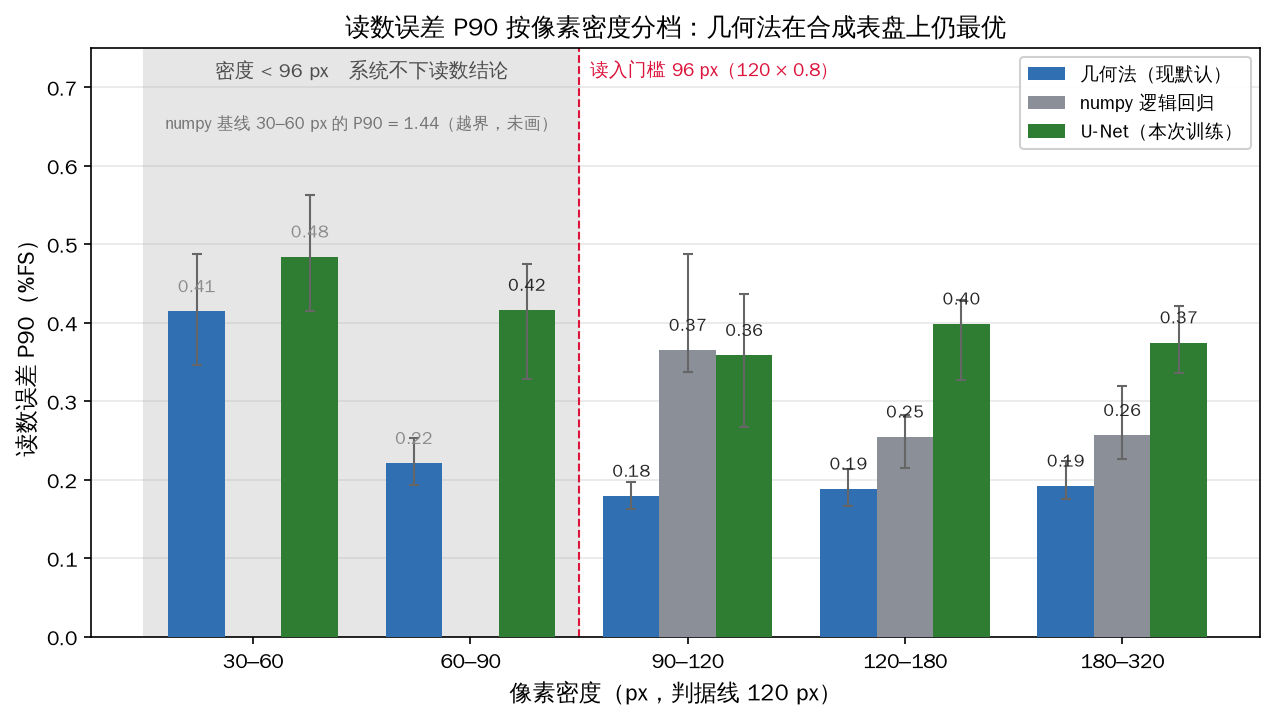 读数误差 P90 按像素密度分档：几何法在合成表盘上仍最优
密度 < 96 px 系统不下读数结论
读入门槛 96 px（120 × 0.8）
numpy 基线 30–60 px 的 P90 = 1.44（越界，未画）
几何法（现默认）
numpy 逻辑回归
U-Net（本次训练）
读数误差 P90（%FS）
0.7
0.6
0.5
0.4
0.3
0.2
0.1
0.0
0.41
0.48
0.22
0.42
0.18
0.37
0.36
0.19
0.25
0.40
0.19
0.26
0.37
30–60
60–90
90–120
120–180
180–320
像素密度（px，判据线 120 px）